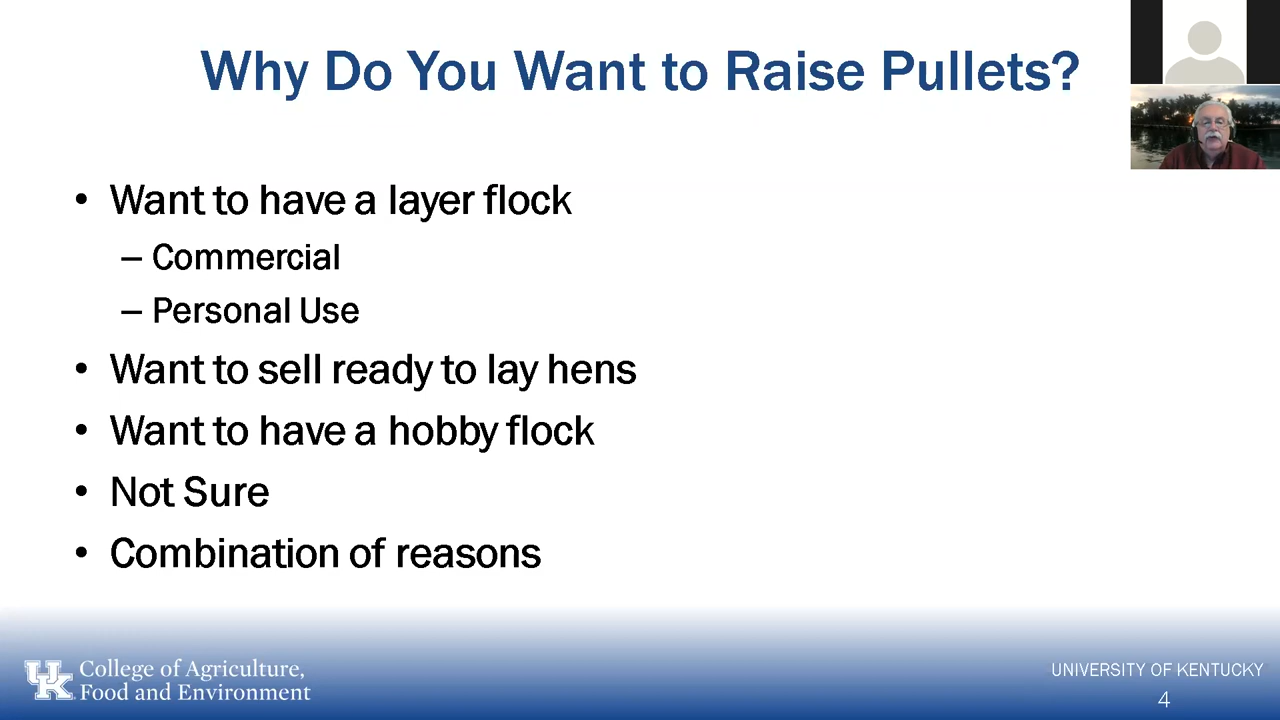 Why Do You Want to Raise Pullets?
• Want to have a layer flock
– Commercial
– Personal Use
• Want to sell ready to lay hens
• Want to have a hobby flock
• Not Sure
• Combination of reasons
UK
College of Agriculture,
Food and Environment
UNIVERSITY OF KENTUCKY
4